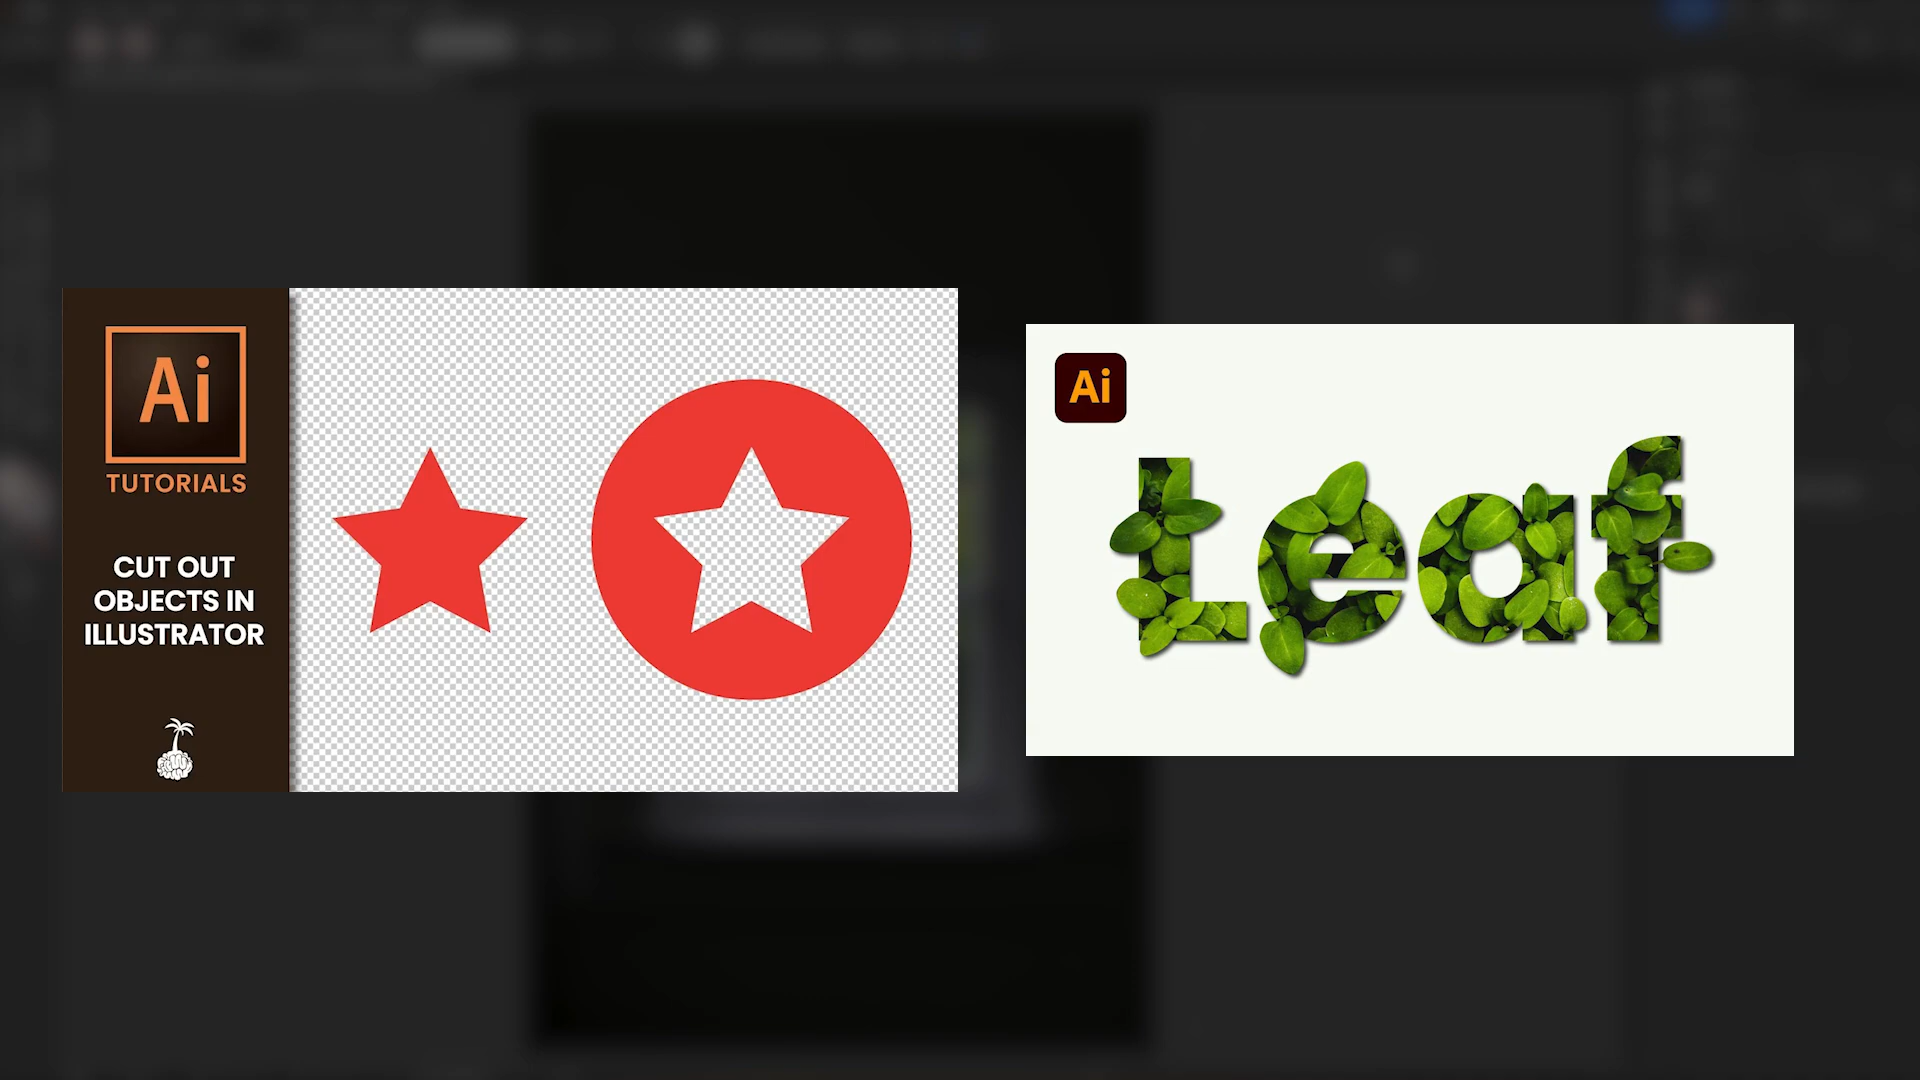 Ai
TUTORIALS
CUT OUT
OBJECTS IN
ILLUSTRATOR
Ai
Leaf